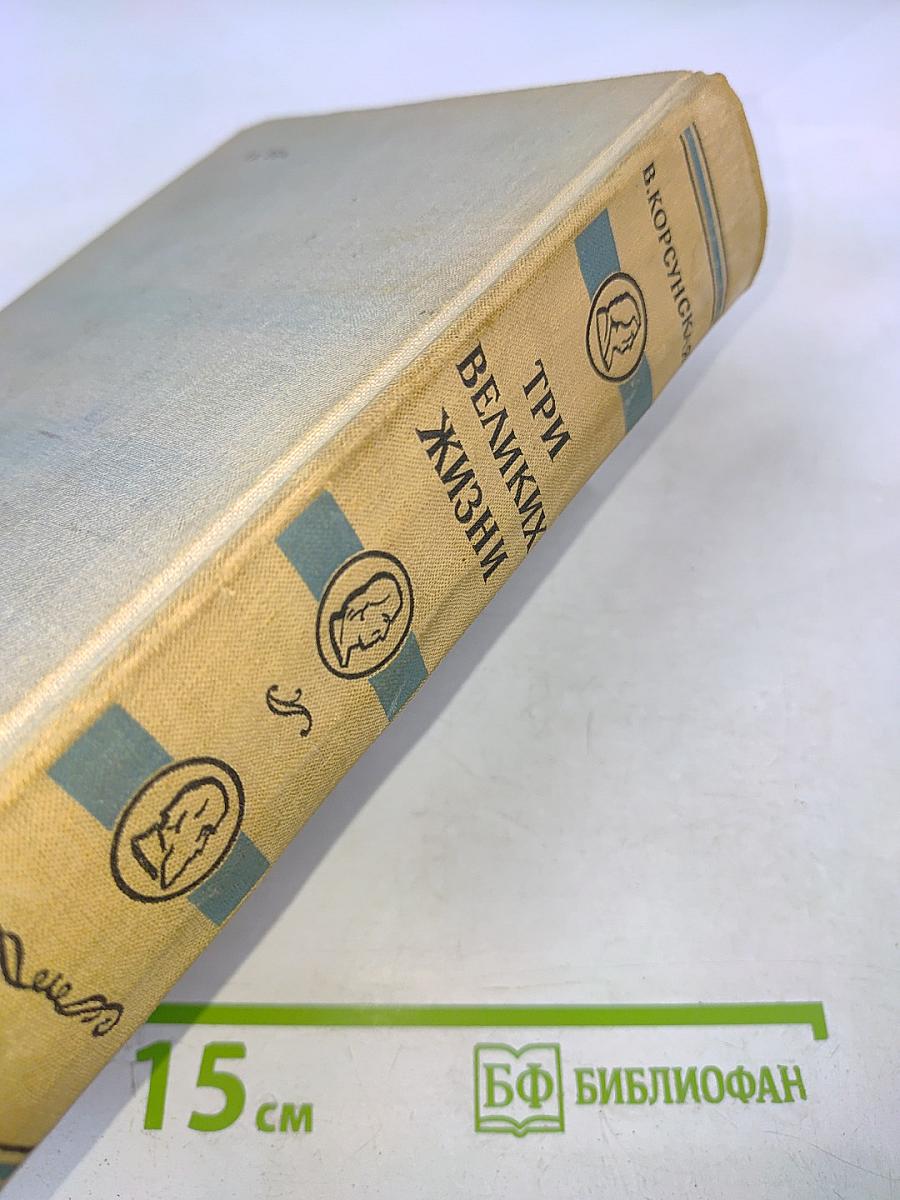 В. КОРСУНСКАЯ
ТРИ
ВЕЛИКИХ
ЖИЗНИ
15 см
БФ БИБЛИОФАН